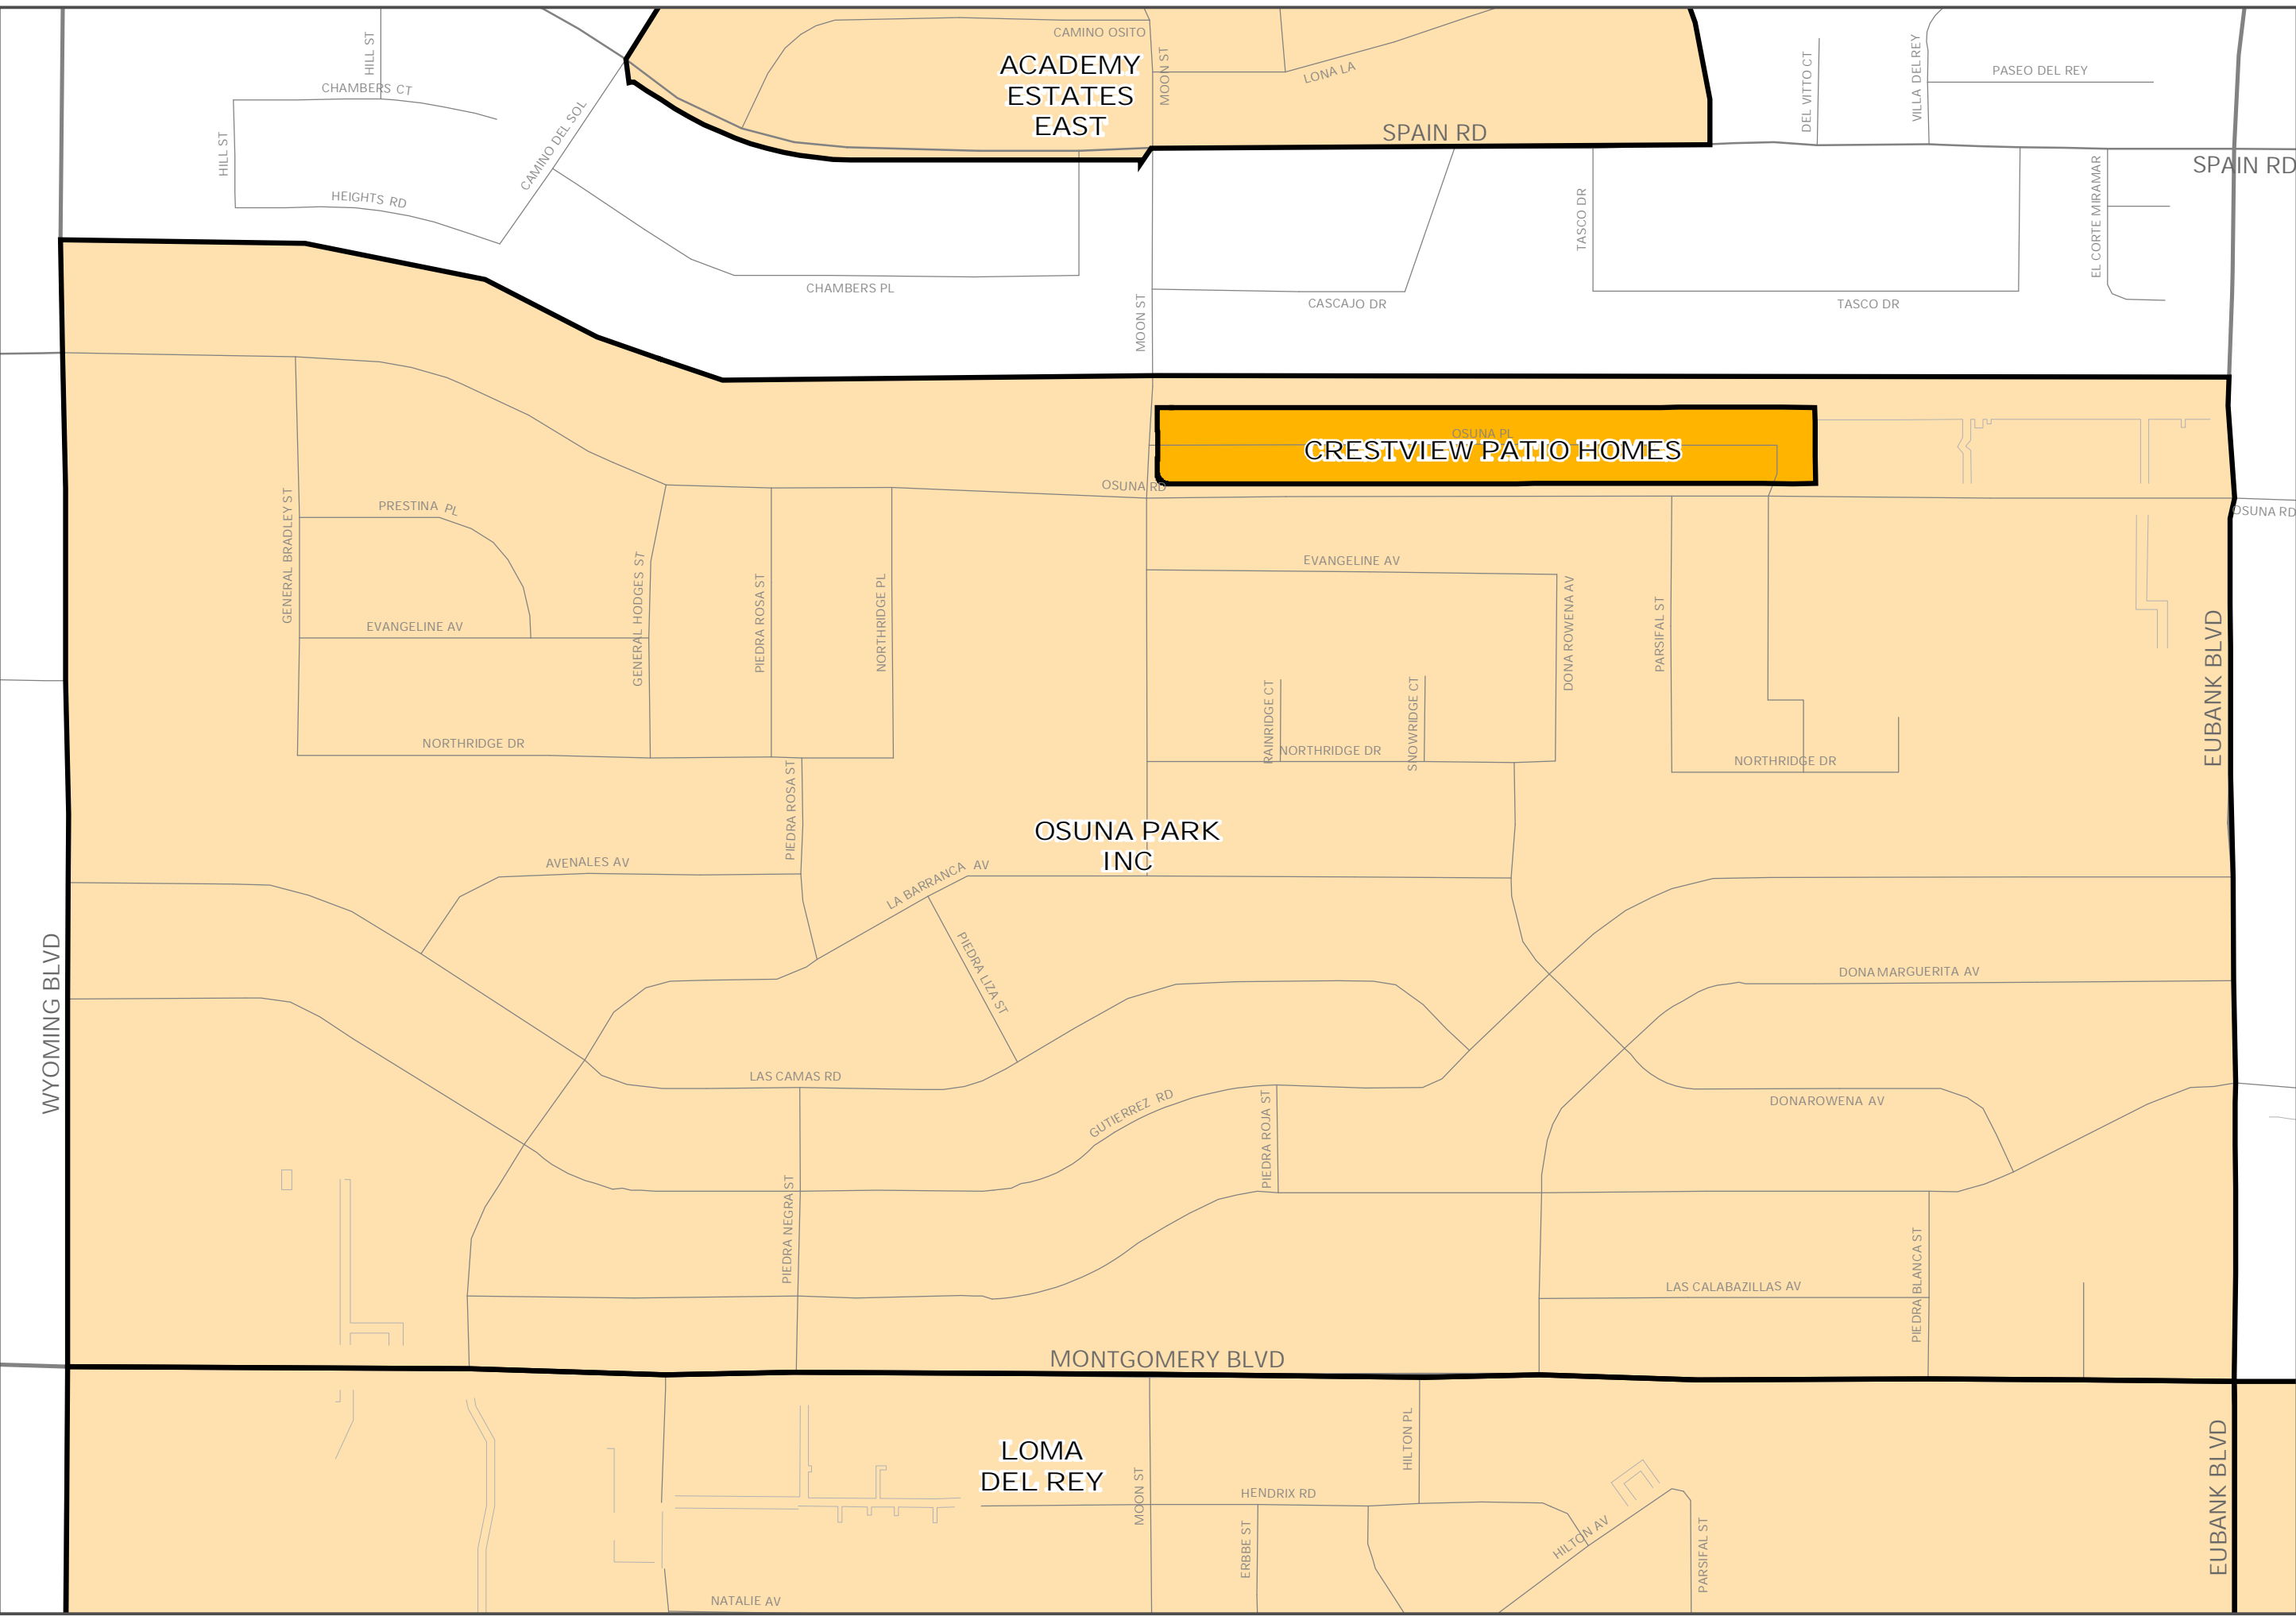 CAMINO OSITO
HILL ST
MOON ST
ACADEMY
ESTATES
EAST
LONA LA
DEL VITTO CT
VILLA DEL REY
PASEO DEL REY
CHAMBERS CT
SPAIN RD
HILL ST
CAMINO DEL SOL
SPAIN RD
HEIGHTS RD
TASCO DR
EL CORTE MIRAMAR
CHAMBERS PL
MOON ST
CASCAJO DR
TASCO DR
OSUNA PL
CRESTVIEW PATIO HOMES
OSUNA RD
OSUNA RD
PRESTINA PL
GENERAL BRADLEY ST
EVANGELINE AV
GENERAL HODGES ST
PIEDRA ROSA ST
NORTHRIDGE PL
DONA ROWENA AV
PARSIFAL ST
EVANGELINE AV
EUBANK BLVD
RAINRIDGE CT
SNOWRIDGE CT
NORTHRIDGE DR
NORTHRIDGE DR
NORTHRIDGE DR
PIEDRA ROSA ST
OSUNA PARK
INC
AVENALES AV
LA BARRANCA AV
PIEDRA LIZA ST
DONA MARGUERITA AV
WYOMING BLVD
LAS CAMAS RD
GUTIERREZ RD
PIEDRA ROJA ST
DONAROWENA AV
PIEDRA NEGRA ST
PIEDRA BLANCA ST
LAS CALABAZILLAS AV
MONTGOMERY BLVD
LOMA
DEL REY
HILTON PL
MOON ST
HENDRIX RD
EUBANK BLVD
ERBBE ST
HILTON AV
PARSIFAL ST
NATALIE AV